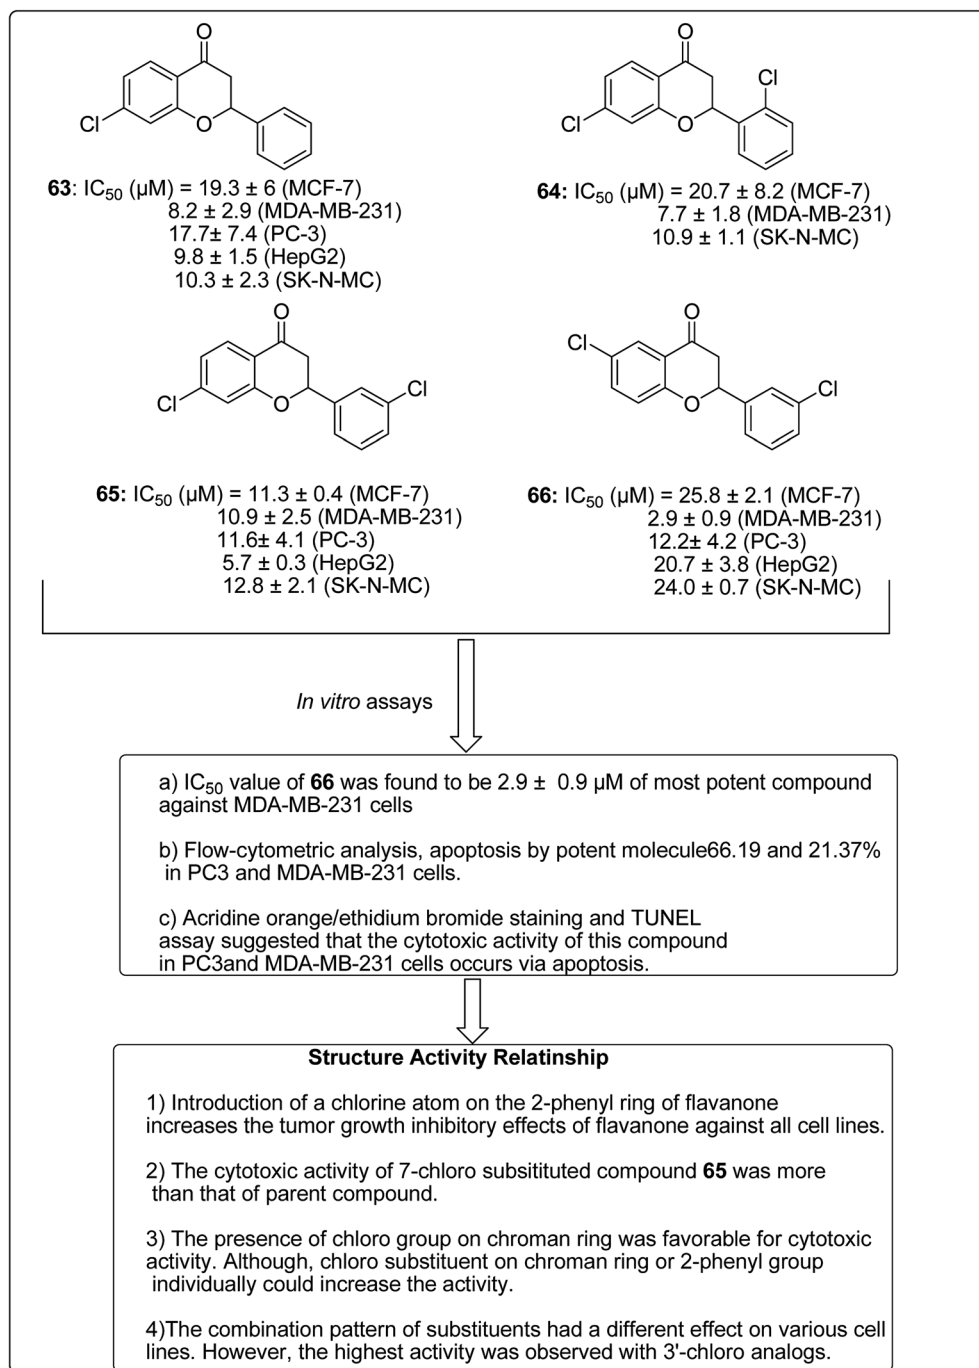 O
Cl
O
63: IC50 (µM) = 19.3 ± 6 (MCF-7)
8.2 ± 2.9 (MDA-MB-231)
17.7± 7.4 (PC-3)
9.8 ± 1.5 (HepG2)
10.3 ± 2.3 (SK-N-MC)
O
Cl
Cl
O
64: IC50 (µM) = 20.7 ± 8.2 (MCF-7)
7.7 ± 1.8 (MDA-MB-231)
10.9 ± 1.1 (SK-N-MC)
O
Cl
Cl
O
65: IC50 (µM) = 11.3 ± 0.4 (MCF-7)
10.9 ± 2.5 (MDA-MB-231)
11.6± 4.1 (PC-3)
5.7 ± 0.3 (HepG2)
12.8 ± 2.1 (SK-N-MC)
O
Cl
Cl
O
66: IC50 (µM) = 25.8 ± 2.1 (MCF-7)
2.9 ± 0.9 (MDA-MB-231)
12.2± 4.2 (PC-3)
20.7 ± 3.8 (HepG2)
24.0 ± 0.7 (SK-N-MC)
In vitro assays
a) IC50 value of 66 was found to be 2.9 ± 0.9 µM of most potent compound
against MDA-MB-231 cells
b) Flow-cytometric analysis, apoptosis by potent molecule66.19 and 21.37%
in PC3 and MDA-MB-231 cells.
c) Acridine orange/ethidium bromide staining and TUNEL
assay suggested that the cytotoxic activity of this compound
in PC3and MDA-MB-231 cells occurs via apoptosis.
Structure Activity Relatinship
1) Introduction of a chlorine atom on the 2-phenyl ring of flavanone
increases the tumor growth inhibitory effects of flavanone against all cell lines.
2) The cytotoxic activity of 7-chloro subsitituted compound 65 was more
than that of parent compound.
3) The presence of chloro group on chroman ring was favorable for cytotoxic
activity. Although, chloro substituent on chroman ring or 2-phenyl group
individually could increase the activity.
4)The combination pattern of substituents had a different effect on various cell
lines. However, the highest activity was observed with 3'-chloro analogs.